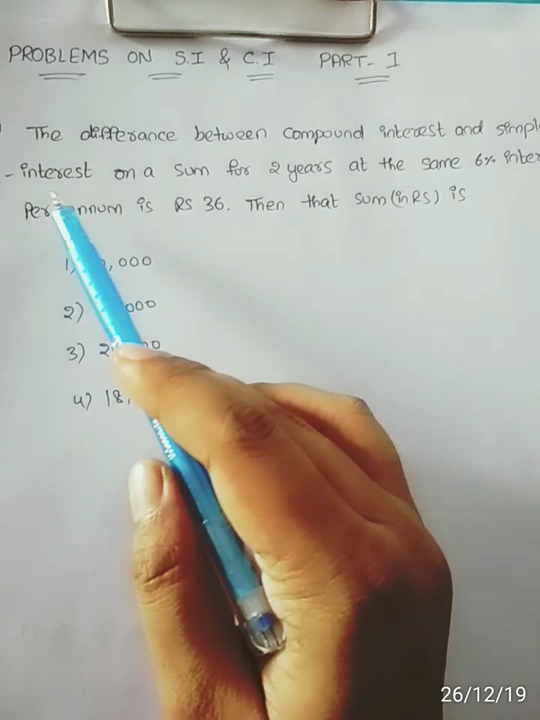 PROBLEMS ON S.I & C.I PART- 1
The differance between compound interest and simple
- interest on a sum for 2 years at the same 6%
Per annum is RS 36. Then that sum (in RS) is
1) ,000
2) 000
3) 2
4) 18,
26/12/19